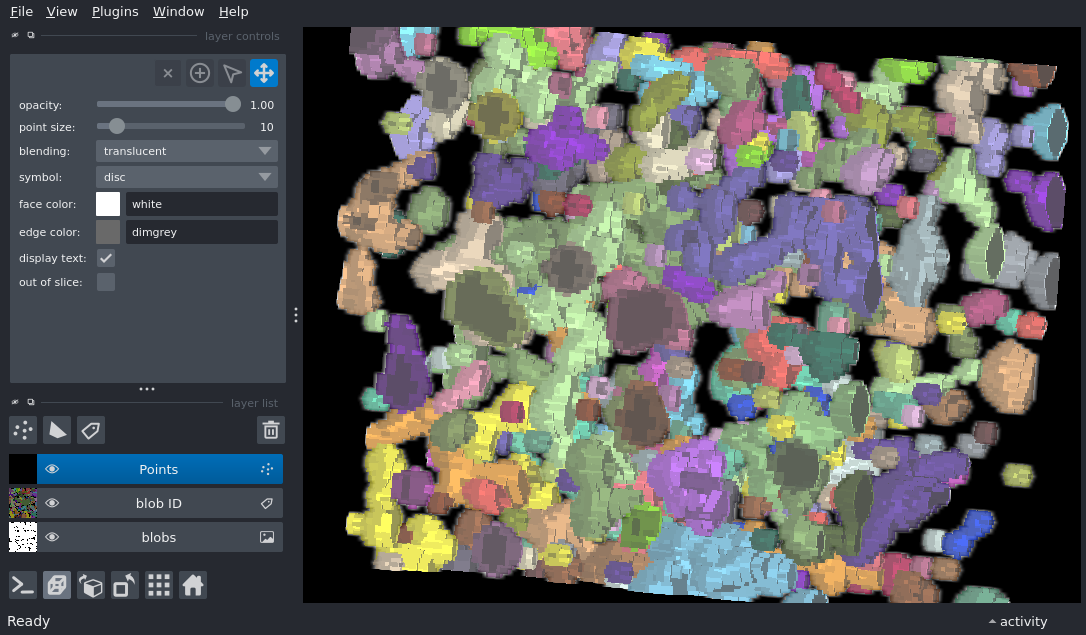 File View Plugins Window Help
layer controls
opacity: 1.00
point size: 10
blending: translucent
symbol: disc
face color: white
edge color: dimgrey
display text:
out of slice:
layer list
Points
blob ID
blobs
Ready activity